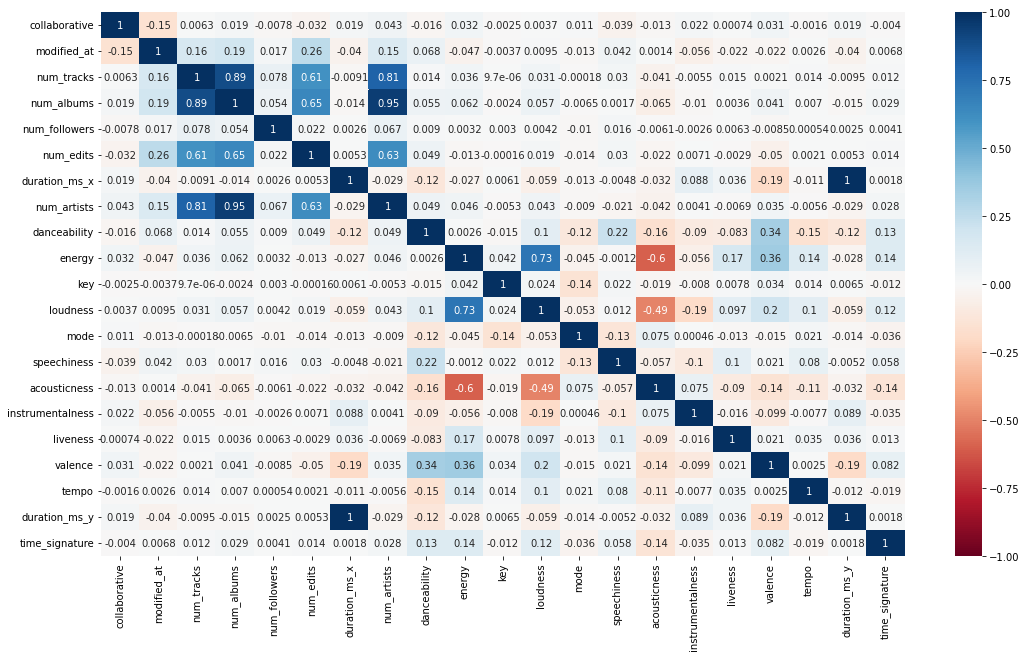 collaborative 1 -0.15 0.0063 0.019 -0.0078 -0.032 0.019 0.043 -0.016 0.032 -0.0025 0.0037 0.011 -0.039 -0.013 0.022 0.00074 0.031 -0.0016 0.019 -0.004
modified_at -0.15 1 0.16 0.19 0.017 0.26 -0.04 0.15 0.068 -0.047 -0.0037 0.0095 -0.013 0.042 0.0014 -0.056 -0.022 -0.022 0.0026 -0.04 0.0068
num_tracks 0.0063 0.16 1 0.89 0.078 0.61 -0.0091 0.81 0.014 0.036 9.7e-06 0.031 -0.00018 0.03 -0.041 -0.0055 0.015 0.0021 0.014 -0.0095 0.012
num_albums 0.019 0.19 0.89 1 0.054 0.65 -0.014 0.95 0.055 0.062 -0.0024 0.057 -0.0065 0.0017 -0.065 -0.01 0.0036 0.041 0.007 -0.015 0.029
num_followers -0.0078 0.017 0.078 0.054 1 0.022 0.0026 0.067 0.009 0.0032 0.003 0.0042 -0.01 0.016 -0.0061 -0.0026 0.0063 -0.0085 0.00054 0.0025 0.0041
num_edits -0.032 0.26 0.61 0.65 0.022 1 0.0053 0.63 0.049 -0.013 -0.00016 0.019 -0.014 0.03 -0.022 0.0071 -0.0029 -0.05 0.0021 0.0053 0.014
duration_ms_x 0.019 -0.04 -0.0091 -0.014 0.0026 0.0053 1 -0.029 -0.12 -0.027 0.0061 -0.059 -0.013 -0.0048 -0.032 0.088 0.036 -0.19 -0.011 1 0.0018
num_artists 0.043 0.15 0.81 0.95 0.067 0.63 -0.029 1 0.049 0.046 -0.0053 0.043 -0.009 -0.021 -0.042 0.0041 -0.0069 0.035 -0.0056 -0.029 0.028
danceability -0.016 0.068 0.014 0.055 0.009 0.049 -0.12 0.049 1 0.0026 -0.015 0.1 -0.12 0.22 -0.16 -0.09 -0.083 0.34 -0.15 -0.12 0.13
energy 0.032 -0.047 0.036 0.062 0.0032 -0.013 -0.027 0.046 0.0026 1 0.042 0.73 -0.045 -0.0012 -0.6 -0.056 0.17 0.36 0.14 -0.028 0.14
key -0.0025 -0.0037 9.7e-06 -0.0024 0.003 -0.00016 0.0061 -0.0053 -0.015 0.042 1 0.024 -0.14 0.022 -0.019 -0.008 0.0078 0.034 0.014 0.0065 -0.012
loudness 0.0037 0.0095 0.031 0.057 0.0042 0.019 -0.059 0.043 0.1 0.73 0.024 1 -0.053 0.012 -0.49 -0.19 0.097 0.2 0.1 -0.059 0.12
mode 0.011 -0.013 -0.00018 -0.0065 -0.01 -0.014 -0.013 -0.009 -0.12 -0.045 -0.14 -0.053 1 -0.13 0.075 0.00046 -0.013 -0.015 0.021 -0.014 -0.036
speechiness -0.039 0.042 0.03 0.0017 0.016 0.03 -0.0048 -0.021 0.22 -0.0012 0.022 0.012 -0.13 1 -0.057 -0.1 0.1 0.021 0.08 -0.0052 0.058
acousticness -0.013 0.0014 -0.041 -0.065 -0.0061 -0.022 -0.032 -0.042 -0.16 -0.6 -0.019 -0.49 0.075 -0.057 1 0.075 -0.09 -0.14 -0.11 -0.032 -0.14
instrumentalness 0.022 -0.056 -0.0055 -0.01 -0.0026 0.0071 0.088 0.0041 -0.09 -0.056 -0.008 -0.19 0.00046 -0.1 0.075 1 -0.016 -0.099 -0.0077 0.089 -0.035
liveness 0.00074 -0.022 0.015 0.0036 0.0063 -0.0029 0.036 -0.0069 -0.083 0.17 0.0078 0.097 -0.013 0.1 -0.09 -0.016 1 0.021 0.035 0.036 0.013
valence 0.031 -0.022 0.0021 0.041 -0.0085 -0.05 -0.19 0.035 0.34 0.36 0.034 0.2 -0.015 0.021 -0.14 -0.099 0.021 1 0.0025 -0.19 0.082
tempo -0.0016 0.0026 0.014 0.007 0.00054 0.0021 -0.011 -0.0056 -0.15 0.14 0.014 0.1 0.021 0.08 -0.11 -0.0077 0.035 0.0025 1 -0.012 -0.019
duration_ms_y 0.019 -0.04 -0.0095 -0.015 0.0025 0.0053 1 -0.029 -0.12 -0.028 0.0065 -0.059 -0.014 -0.0052 -0.032 0.089 0.036 -0.19 -0.012 1 0.0018
time_signature -0.004 0.0068 0.012 0.029 0.0041 0.014 0.0018 0.028 0.13 0.14 -0.012 0.12 -0.036 0.058 -0.14 -0.035 0.013 0.082 -0.019 0.0018 1
collaborative
modified_at
num_tracks
num_albums
num_followers
num_edits
duration_ms_x
num_artists
danceability
energy
key
loudness
mode
speechiness
acousticness
instrumentalness
liveness
valence
tempo
duration_ms_y
time_signature
1.00
0.75
0.50
0.25
0.00
−0.25
−0.50
−0.75
−1.00